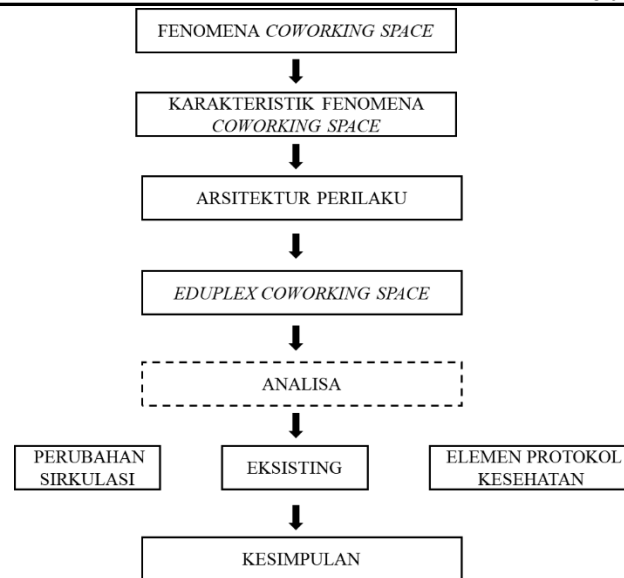 FENOMENA COWORKING SPACE
KARAKTERISTIK FENOMENA
COWORKING SPACE
ARSITEKTUR PERILAKU
EDUPLEX COWORKING SPACE
ANALISA
PERUBAHAN
SIRKULASI
EKSISTING
ELEMEN PROTOKOL
KESEHATAN
KESIMPULAN